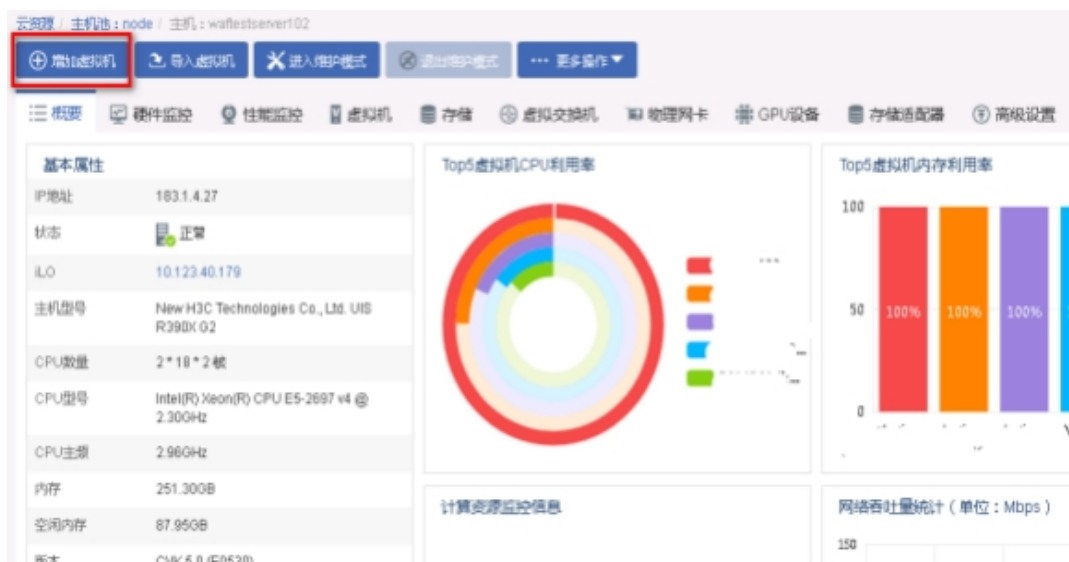 云资源 / 主机池：node / 主机：waftestserver102
增加虚拟机 导入虚拟机 进入维护模式 退出维护模式 ··· 更多操作
概要 硬件监控 性能监控 虚拟机 存储 虚拟交换机 物理网卡 GPU设备 存储适配器 高级设置
基本属性
IP地址 183.1.4.27
状态 正常
iLO 10.123.40.179
主机型号 New H3C Technologies Co., Ltd. UIS
R390X G2
CPU数量 2*18*2 核
CPU型号 Intel(R) Xeon(R) CPU E5-2697 v4 @
2.30GHz
CPU主频 2.96GHz
内存 251.30GB
空闲内存 87.95GB
版本 CVK 5.0 (E0530)
Top5虚拟机CPU利用率
计算资源监控信息
Top5虚拟机内存利用率
100
50
0
100% 100% 100%
网络吞吐量统计（单位：Mbps）
150